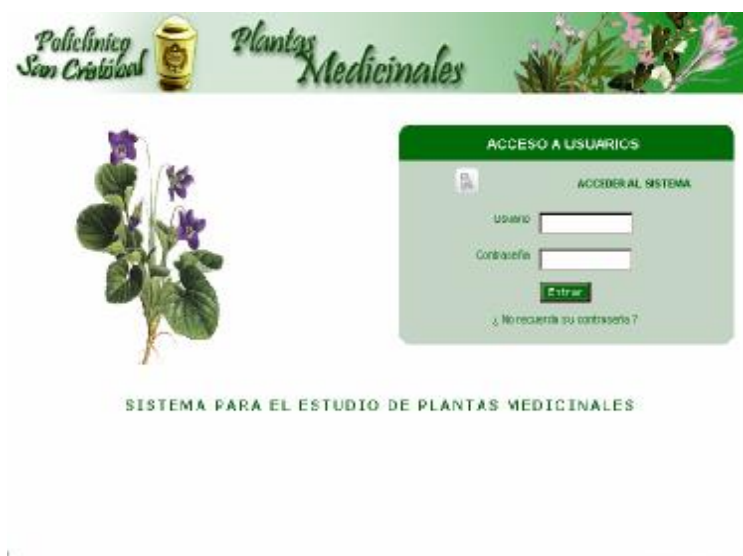 Policlínico
San Cristóbal
Plantas
Medicinales
ACCESO A USUARIOS
ACCEDER AL SISTEMA
Usuario
Contraseña
Entrar
¿ No recuerda su contraseña ?
SISTEMA PARA EL ESTUDIO DE PLANTAS MEDICINALES